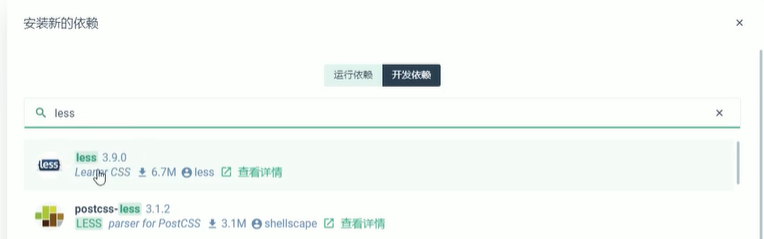 安装新的依赖 ×
运行依赖 开发依赖
less ×
less less 3.9.0
Leaner CSS 6.7M less 查看详情
postcss-less 3.1.2
LESS parser for PostCSS 3.1M shellscape 查看详情